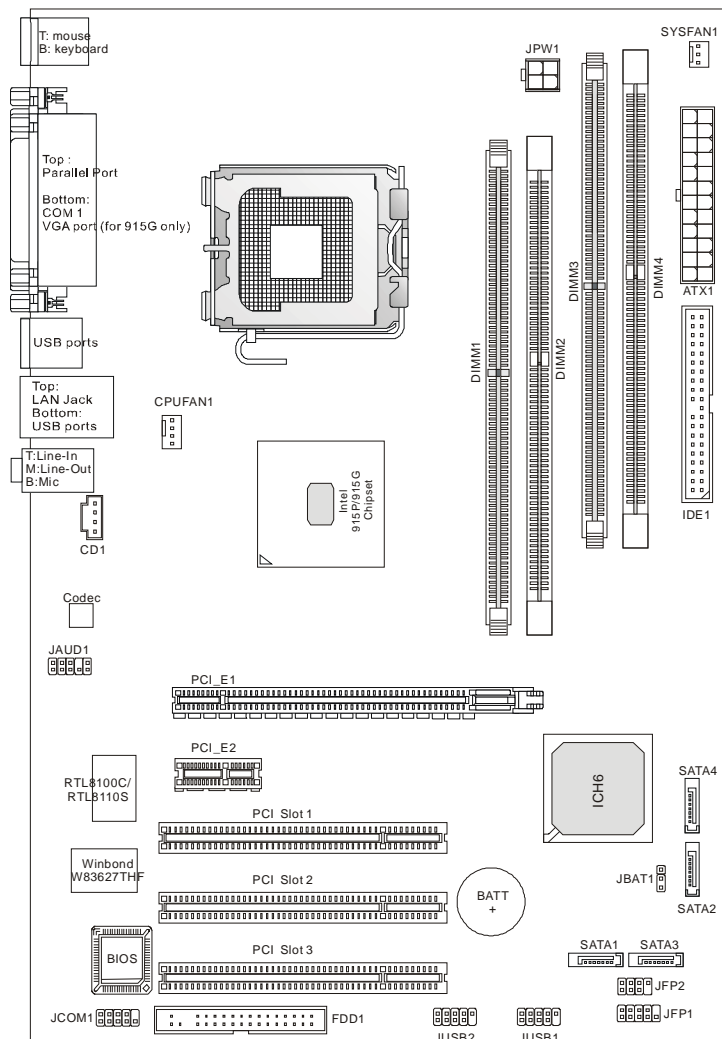 T: mouse
B: keyboard
SYSFAN1
JPW1
Top :
Parallel Port
Bottom:
COM 1
VGA port (for 915G only)
DIMM1
DIMM2
DIMM3
DIMM4
ATX1
USB ports
Top:
LAN Jack
Bottom:
USB ports
CPUFAN1
T:Line-In
M:Line-Out
B:Mic
IDE1
Intel
915P/915G
Chipset
CD1
Codec
JAUD1
PCI_E1
PCI_E2
RTL8100C/
RTL8110S
ICH6
SATA4
PCI Slot 1
Winbond
W83627THF
PCI Slot 2
BATT
+
JBAT1
SATA2
BIOS
PCI Slot 3
SATA1
SATA3
JFP2
JCOM1
FDD1
JUSB2
JUSB1
JFP1